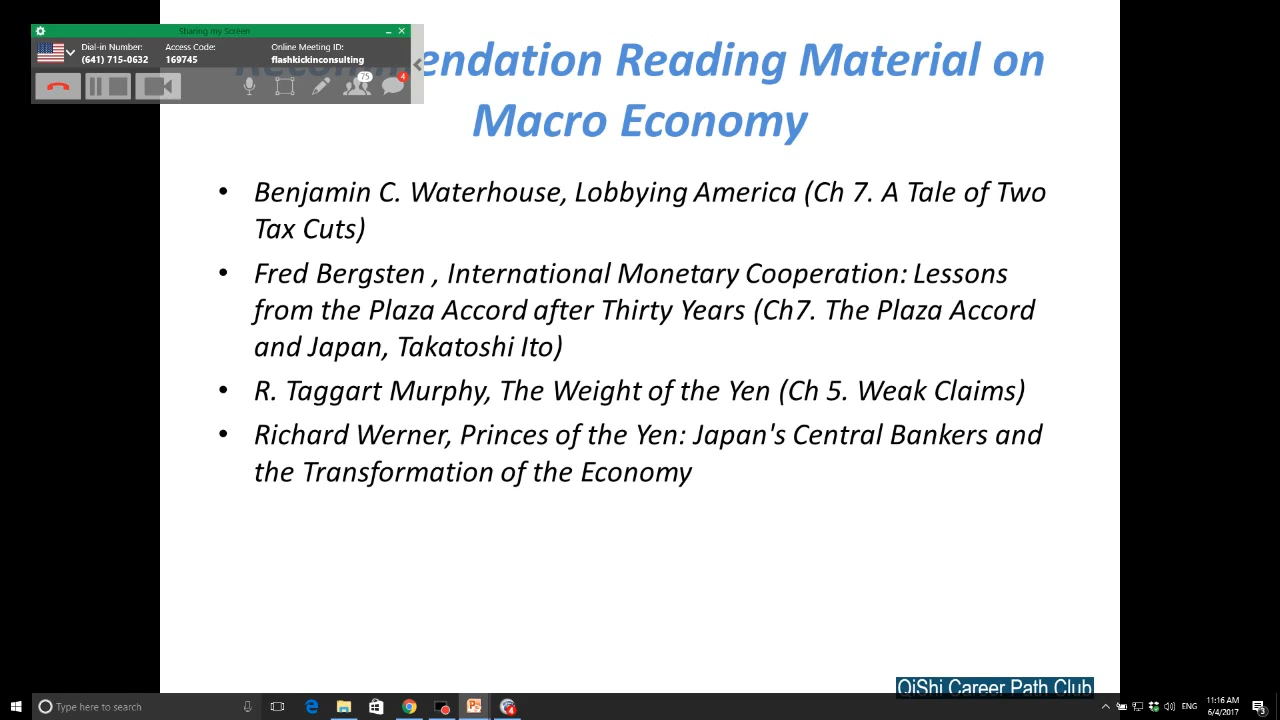 Sharing my Screen
Dial-in Number: Access Code: Online Meeting ID:
(641) 715-0632 169745 flashkickinconsulting
75
4
Recommendation Reading Material on
Macro Economy
• Benjamin C. Waterhouse, Lobbying America (Ch 7. A Tale of Two
Tax Cuts)
• Fred Bergsten , International Monetary Cooperation: Lessons
from the Plaza Accord after Thirty Years (Ch7. The Plaza Accord
and Japan, Takatoshi Ito)
• R. Taggart Murphy, The Weight of the Yen (Ch 5. Weak Claims)
• Richard Werner, Princes of the Yen: Japan's Central Bankers and
the Transformation of the Economy
QiShi Career Path Club
Type here to search
ENG
11:16 AM
6/4/2017
3